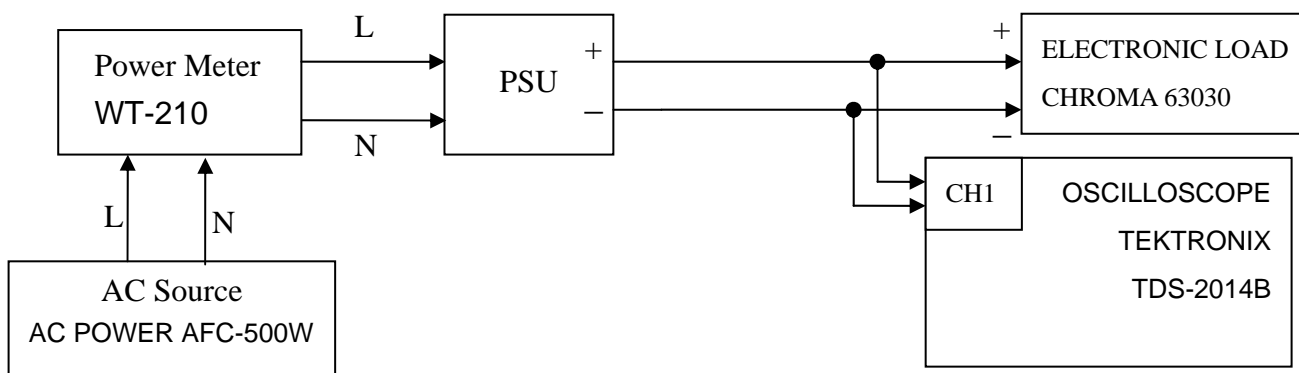 Power Meter
WT-210
L
N
PSU
+
−
+
−
ELECTRONIC LOAD
CHROMA 63030
CH1
OSCILLOSCOPE
TEKTRONIX
TDS-2014B
L
N
AC Source
AC POWER AFC-500W